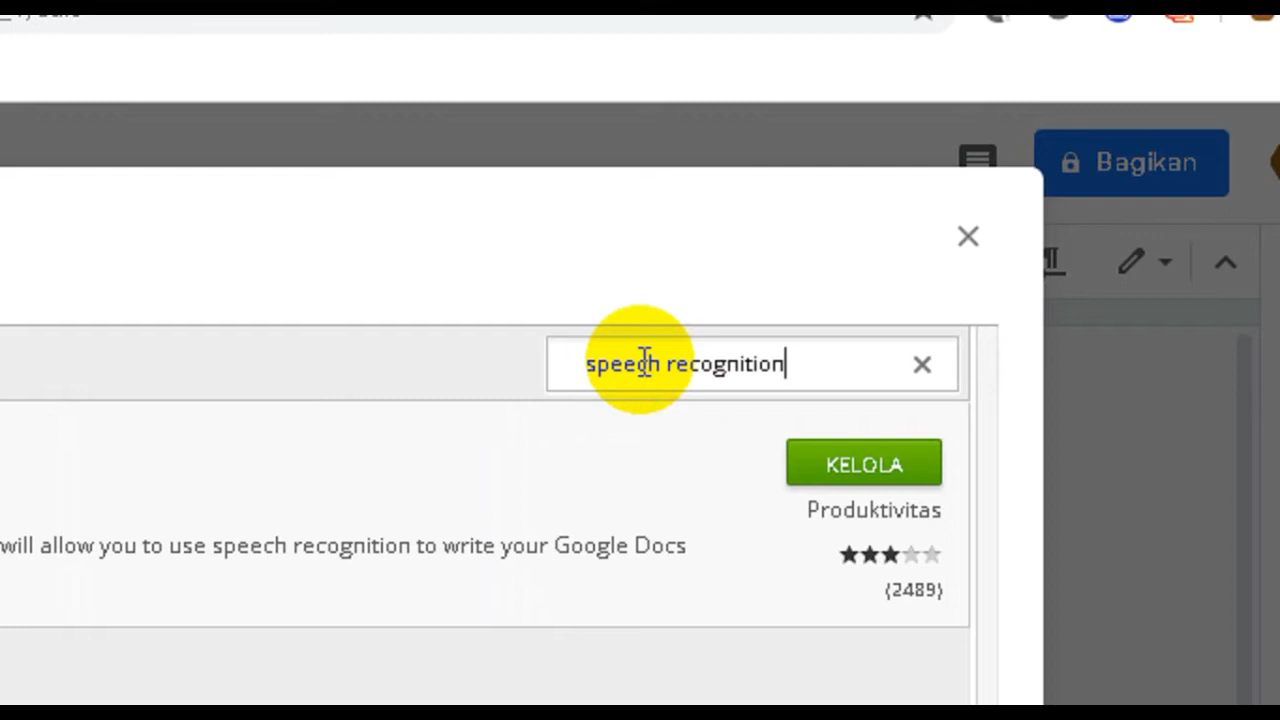 Bagikan
speech recognition
KELOLA
Produktivitas
will allow you to use speech recognition to write your Google Docs
(2489)